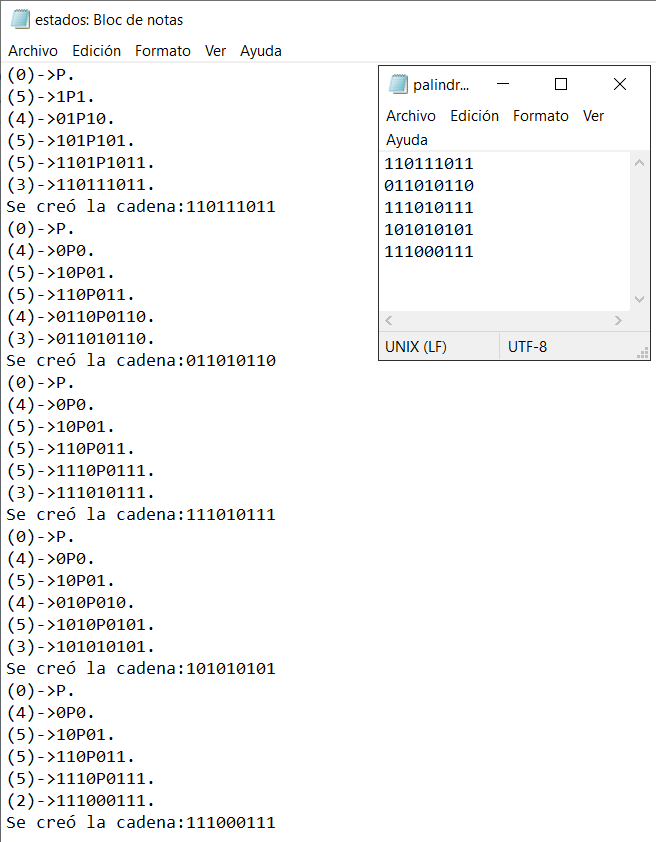 estados: Bloc de notas
Archivo Edición Formato Ver Ayuda
(0)->P.
(5)->1P1.
(4)->01P10.
(5)->101P101.
(5)->1101P1011.
(3)->110111011.
Se creó la cadena:110111011
(0)->P.
(4)->0P0.
(5)->10P01.
(5)->110P011.
(4)->0110P0110.
(3)->011010110.
Se creó la cadena:011010110
(0)->P.
(4)->0P0.
(5)->10P01.
(5)->110P011.
(5)->1110P0111.
(3)->111010111.
Se creó la cadena:111010111
(0)->P.
(4)->0P0.
(5)->10P01.
(4)->010P010.
(5)->1010P0101.
(3)->101010101.
Se creó la cadena:101010101
(0)->P.
(4)->0P0.
(5)->10P01.
(5)->110P011.
(5)->1110P0111.
(2)->111000111.
Se creó la cadena:111000111
palindr...
Archivo Edición Formato Ver
Ayuda
110111011
011010110
111010111
101010101
111000111
UNIX (LF) UTF-8